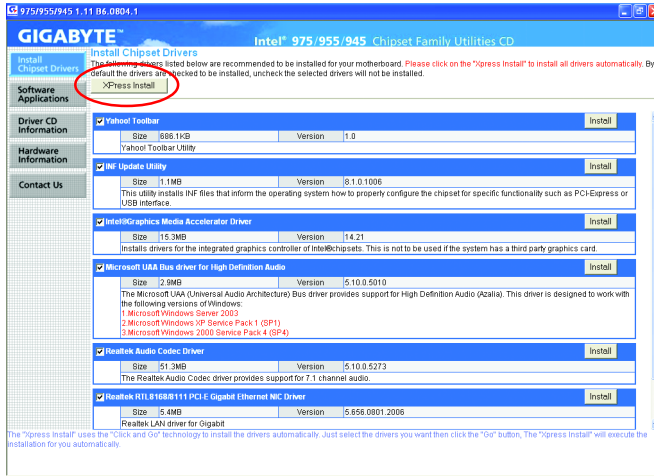 975/955/945 1.11 B6.0804.1
GIGABYTE™
Intel® 975/955/945 Chipset Family Utilities CD
Install
Chipset Drivers
Software
Applications
Driver CD
Information
Hardware
Information
Contact Us
Install Chipset Drivers
The following drivers listed below are recommended to be installed for your motherboard. Please click on the "Xpress Install" to install all drivers automatically. By
default the drivers are checked to be installed, uncheck the selected drivers will not be installed.
XPress Install
Yahoo! Toolbar Install
Size 686.1KB Version 1.0
Yahoo! Toolbar Utility
INF Update Utility Install
Size 1.1MB Version 8.1.0.1006
This utility installs INF files that inform the operating system how to properly configure the chipset for specific functionality such as PCI-Express or
USB interface.
Intel®Graphics Media Accelerator Driver Install
Size 15.3MB Version 14.21
Installs drivers for the integrated graphics controller of Intel®chipsets. This is not to be used if the system has a third party graphics card.
Microsoft UAA Bus driver for High Definition Audio Install
Size 2.9MB Version 5.10.0.5010
The Microsoft UAA (Universal Audio Architecture) Bus driver provides support for High Definition Audio (Azalia). This driver is designed to work with
the following versions of Windows:
1.Microsoft Windows Server 2003
2.Microsoft Windows XP Service Pack 1 (SP1)
3.Microsoft Windows 2000 Service Pack 4 (SP4)
Realtek Audio Codec Driver Install
Size 51.3MB Version 5.10.0.5273
The Realtek Audio Codec driver provides support for 7.1 channel audio.
Realtek RTL8168/8111 PCI-E Gigabit Ethernet NIC Driver Install
Size 5.4MB Version 5.656.0801.2006
Realtek LAN driver for Gigabit
The "Xpress Install" uses the "Click and Go" technology to install the drivers automatically. Just select the drivers you want then click the "Go" button, The "Xpress Install" will execute the
installation for you automatically.